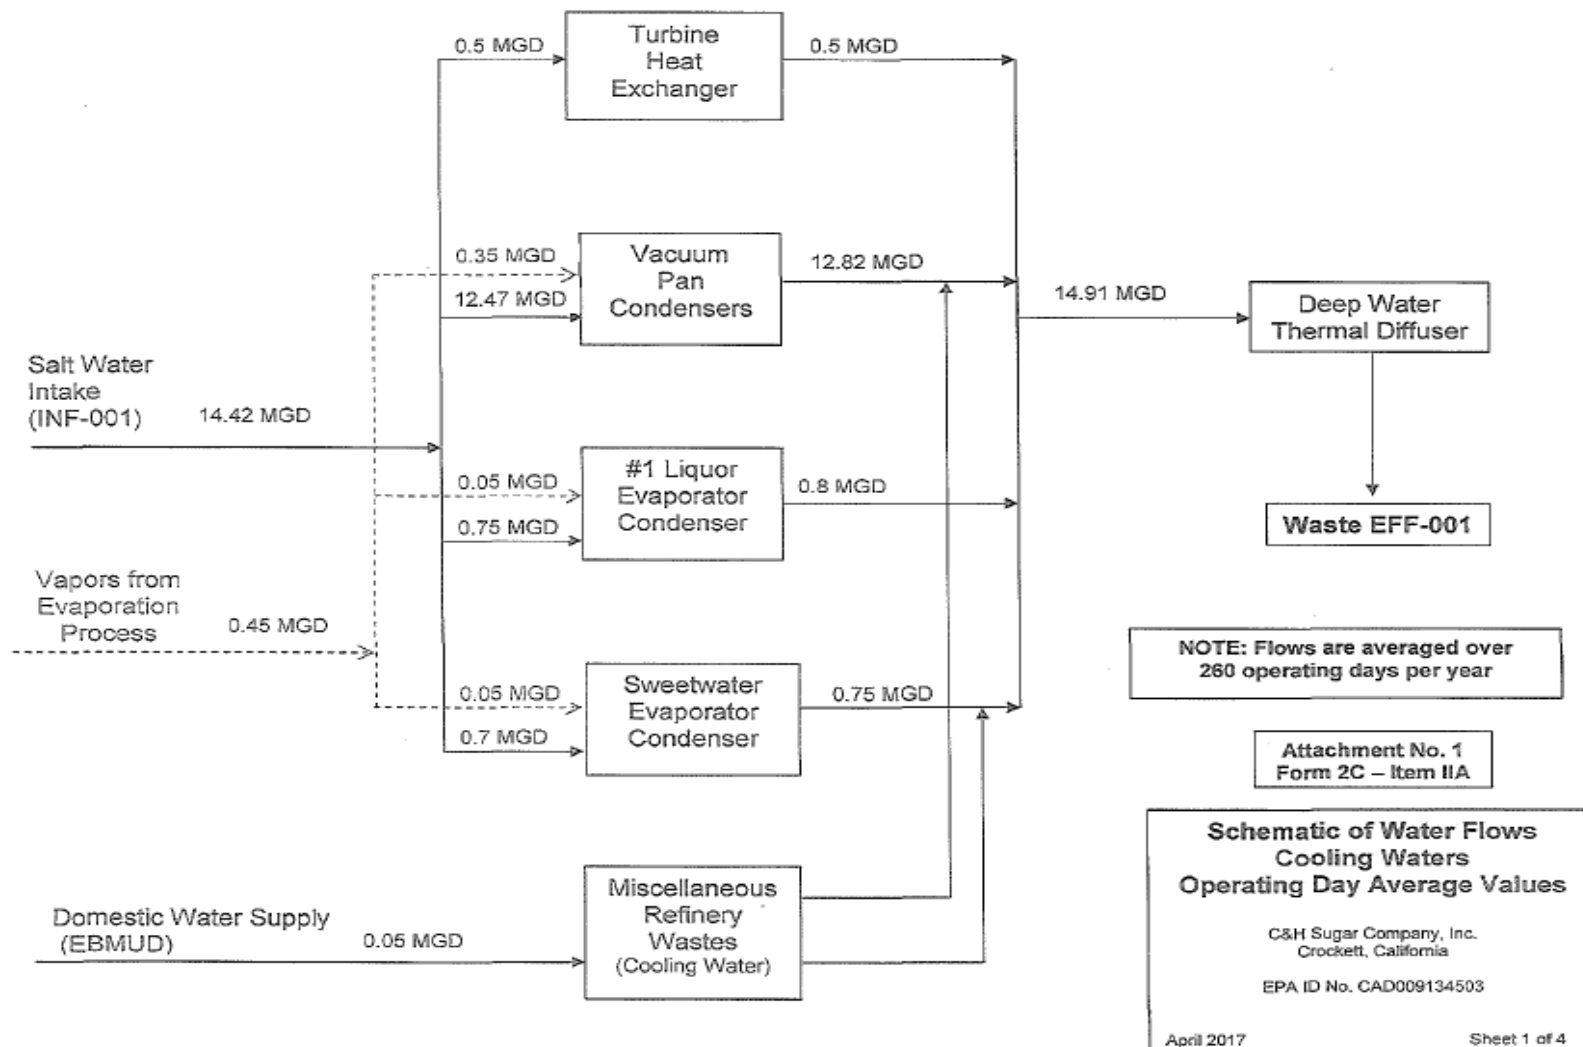 0.5 MGD
Turbine
Heat
Exchanger
0.5 MGD
0.35 MGD
12.47 MGD
Vacuum
Pan
Condensers
12.82 MGD
14.91 MGD
Deep Water
Thermal Diffuser
Salt Water
Intake
(INF-001)
14.42 MGD
0.05 MGD
0.75 MGD
#1 Liquor
Evaporator
Condenser
0.8 MGD
Waste EFF-001
Vapors from
Evaporation
Process
0.45 MGD
0.05 MGD
0.7 MGD
Sweetwater
Evaporator
Condenser
0.75 MGD
NOTE: Flows are averaged over
260 operating days per year
Attachment No. 1
Form 2C – Item IIA
Domestic Water Supply
(EBMUD)
0.05 MGD
Miscellaneous
Refinery
Wastes
(Cooling Water)
Schematic of Water Flows
Cooling Waters
Operating Day Average Values
C&H Sugar Company, Inc.
Crockett, California
EPA ID No. CAD009134503
April 2017
Sheet 1 of 4